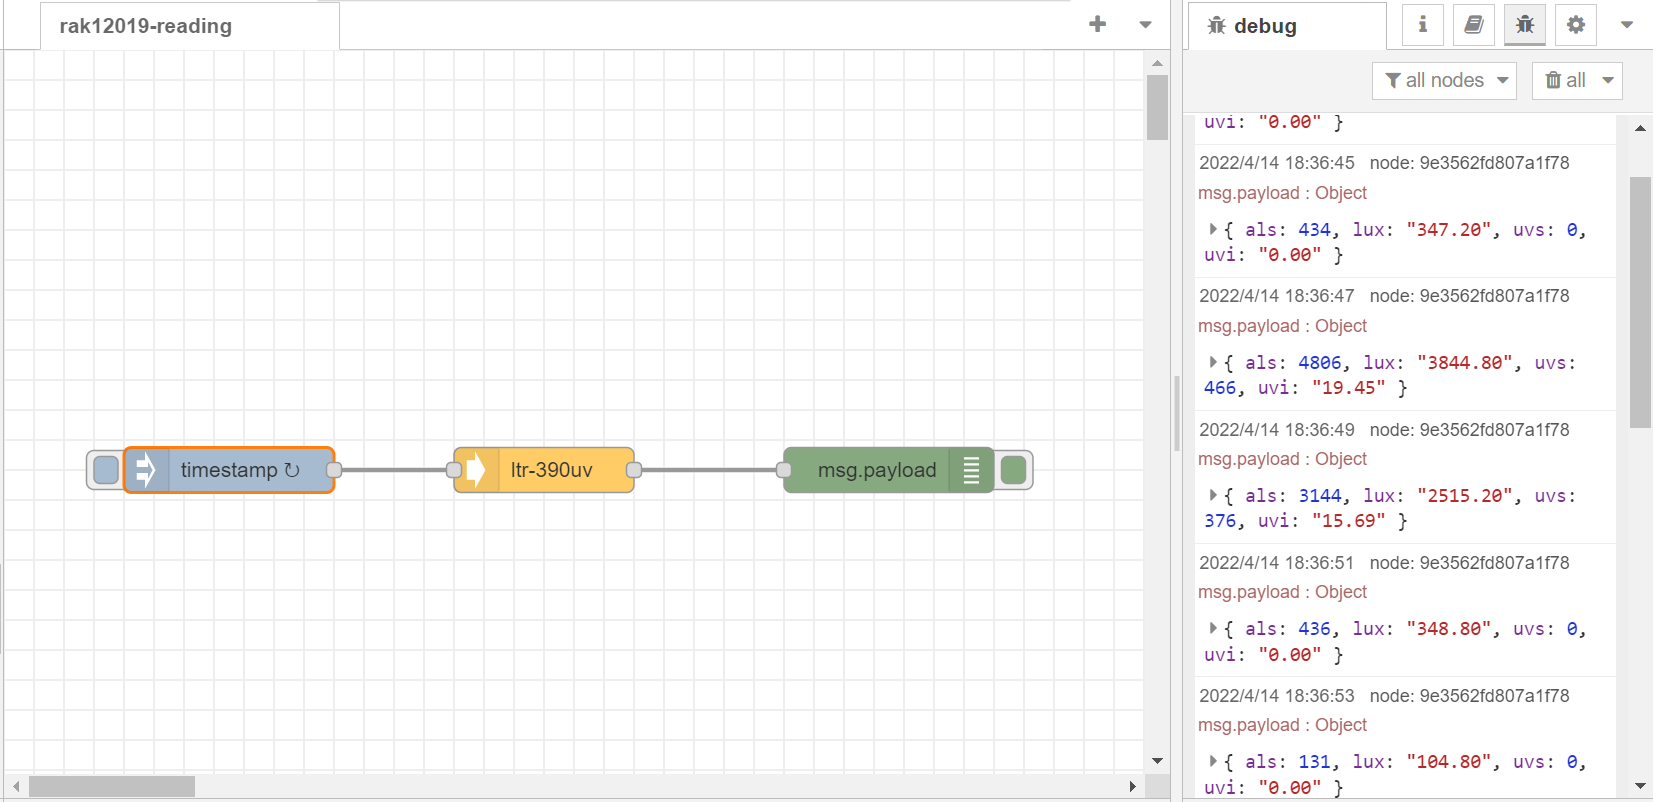 rak12019-reading
timestamp ↻
ltr-390uv
msg.payload
debug
all nodes
all
uvi: "0.00" }
2022/4/14 18:36:45 node: 9e3562fd807a1f78
msg.payload : Object
{ als: 434, lux: "347.20", uvs: 0,
uvi: "0.00" }
2022/4/14 18:36:47 node: 9e3562fd807a1f78
msg.payload : Object
{ als: 4806, lux: "3844.80", uvs:
466, uvi: "19.45" }
2022/4/14 18:36:49 node: 9e3562fd807a1f78
msg.payload : Object
{ als: 3144, lux: "2515.20", uvs:
376, uvi: "15.69" }
2022/4/14 18:36:51 node: 9e3562fd807a1f78
msg.payload : Object
{ als: 436, lux: "348.80", uvs: 0,
uvi: "0.00" }
2022/4/14 18:36:53 node: 9e3562fd807a1f78
msg.payload : Object
{ als: 131, lux: "104.80", uvs: 0,
uvi: "0.00" }